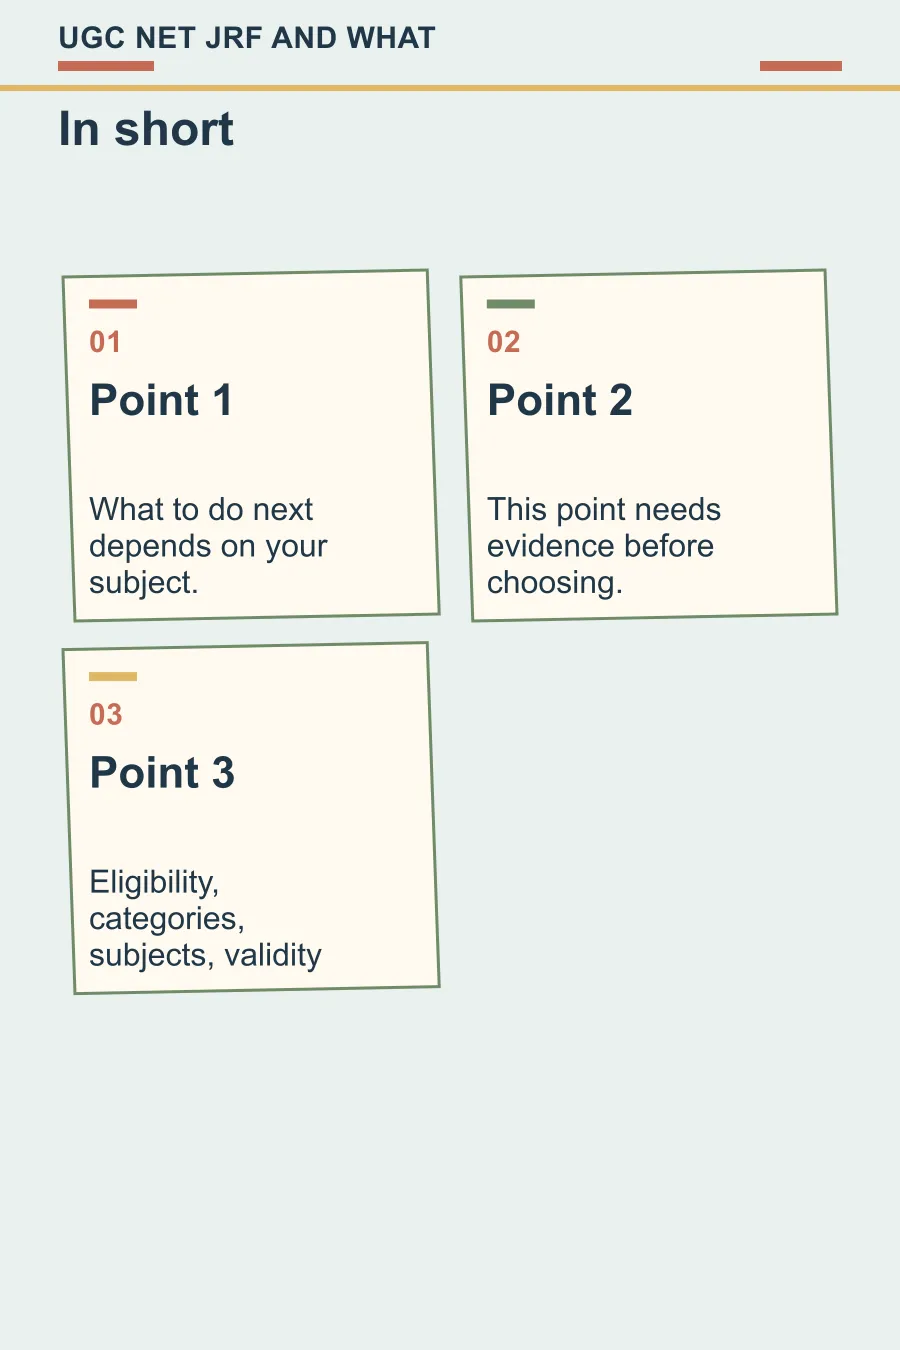 UGC NET JRF AND WHAT
In short
01
Point 1
What to do next
depends on your
subject.
02
Point 2
This point needs
evidence before
choosing.
03
Point 3
Eligibility,
categories,
subjects, validity